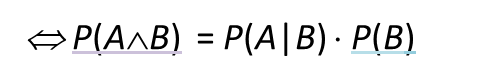 ⇔ P(A∧B) = P(A|B) · P(B)